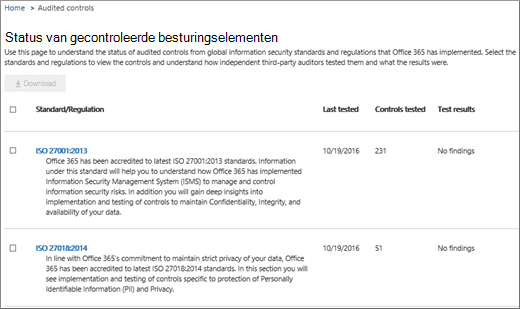 Home > Audited controls
Status van gecontroleerde besturingselementen
Use this page to understand the status of audited controls from global information security standards and regulations that Office 365 has implemented. Select the
standards and regulations to view the controls and understand how independent third-party auditors tested them and what the results were.
Download
Standard/Regulation Last tested Controls tested Test results
ISO 27001:2013 10/19/2016 231 No findings
Office 365 has been accredited to latest ISO 27001:2013 standards. Information
under this standard will help you to understand how Office 365 has implemented
Information Security Management System (ISMS) to manage and control
information security risks. In addition you will gain deep insights into
implementation and testing of controls to maintain Confidentiality, Integrity, and
availability of your data.
ISO 27018:2014 10/19/2016 51 No findings
In line with Office 365's commitment to maintain strict privacy of your data, Office
365 has been accredited to latest ISO 27018:2014 standards. In this section you will
see implementation and testing of controls specific to protection of Personally
Identifiable Information (PII) and Privacy.